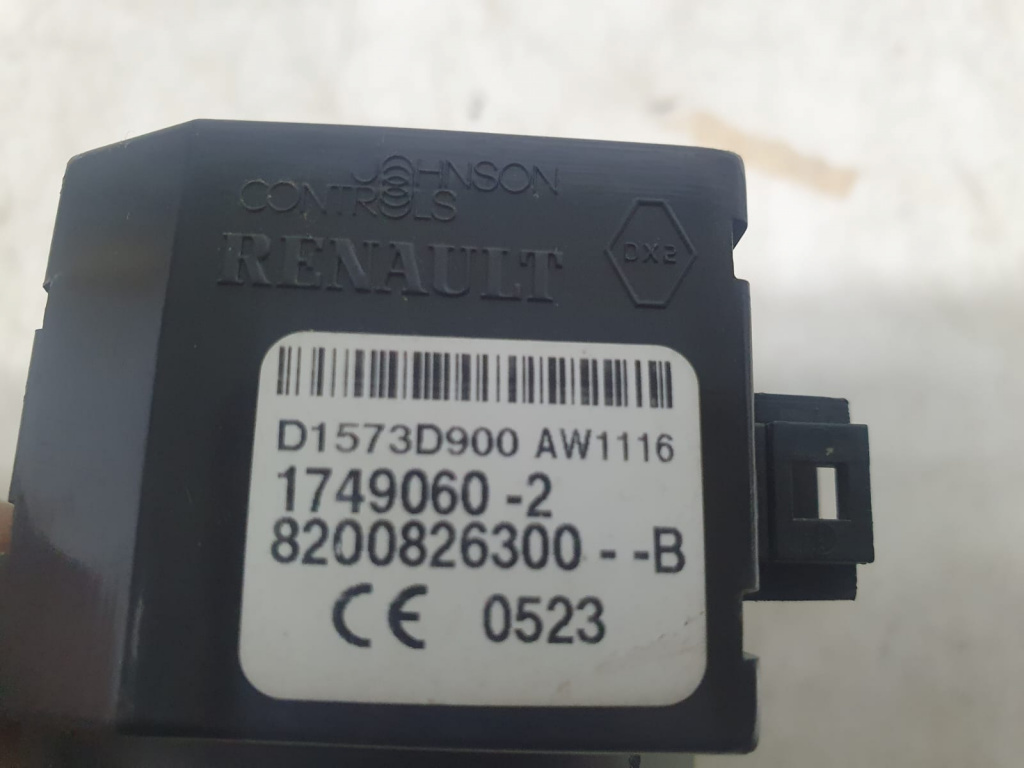 JOHNSON
CONTROLS
RENAULT
DX2
D1573D900 AW1116
1749060 -2
8200826300 - -B
CE 0523